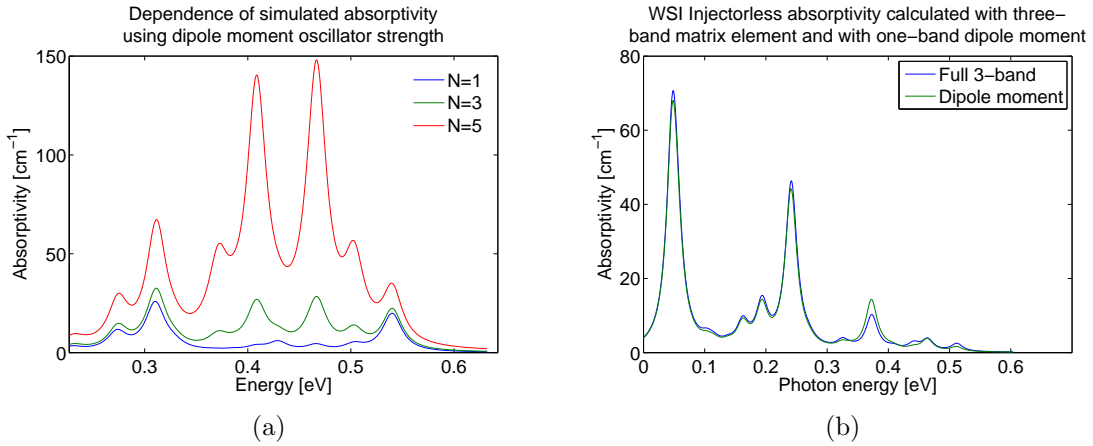 Dependence of simulated absorptivity
using dipole moment oscillator strength
150
100
50
0
0.3
0.4
0.5
0.6
Absorptivity [cm−1]
Energy [eV]
N=1
N=3
N=5
(a)
WSI Injectorless absorptivity calculated with three−
band matrix element and with one−band dipole moment
80
60
40
20
0
0
0.1
0.2
0.3
0.4
0.5
0.6
Absorptivity [cm−1]
Photon energy [eV]
Full 3−band
Dipole moment
(b)